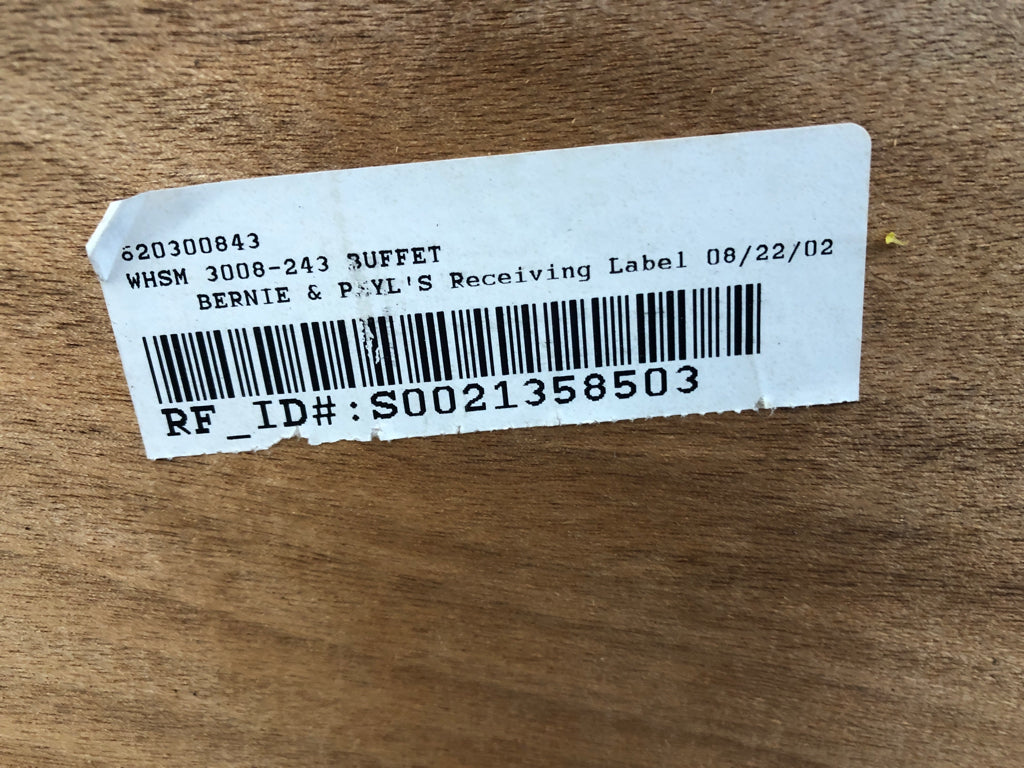 620300843
WHSM 3008-243 BUFFET
BERNIE & PHYL'S Receiving Label 08/22/02
RF_ID#:S0021358503